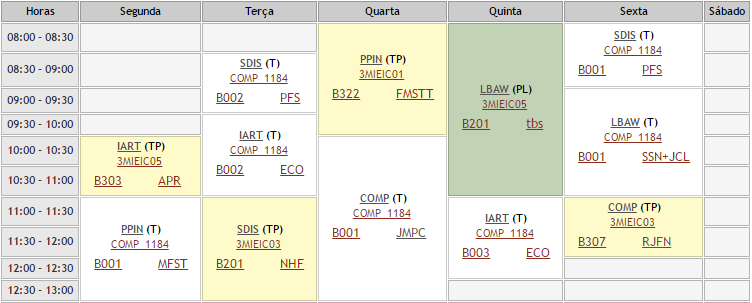 Horas Segunda Terça Quarta Quinta Sexta Sábado
08:00 - 08:30
SDIS (T)
COMP_1184
B001 PFS
08:30 - 09:00
SDIS (T)
COMP_1184
B002 PFS
PPIN (TP)
3MIEIC01
B322 FMSTT
LBAW (PL)
3MIEIC05
B201 tbs
09:00 - 09:30
LBAW (T)
COMP_1184
B001 SSN+JCL
09:30 - 10:00
IART (T)
COMP_1184
B002 ECO
10:00 - 10:30
IART (TP)
3MIEIC05
B303 APR
COMP (T)
COMP_1184
B001 JMPC
10:30 - 11:00
11:00 - 11:30
PPIN (T)
COMP_1184
B001 MFST
SDIS (TP)
3MIEIC03
B201 NHF
IART (T)
COMP_1184
B003 ECO
COMP (TP)
3MIEIC03
B307 RJFN
11:30 - 12:00
12:00 - 12:30
12:30 - 13:00